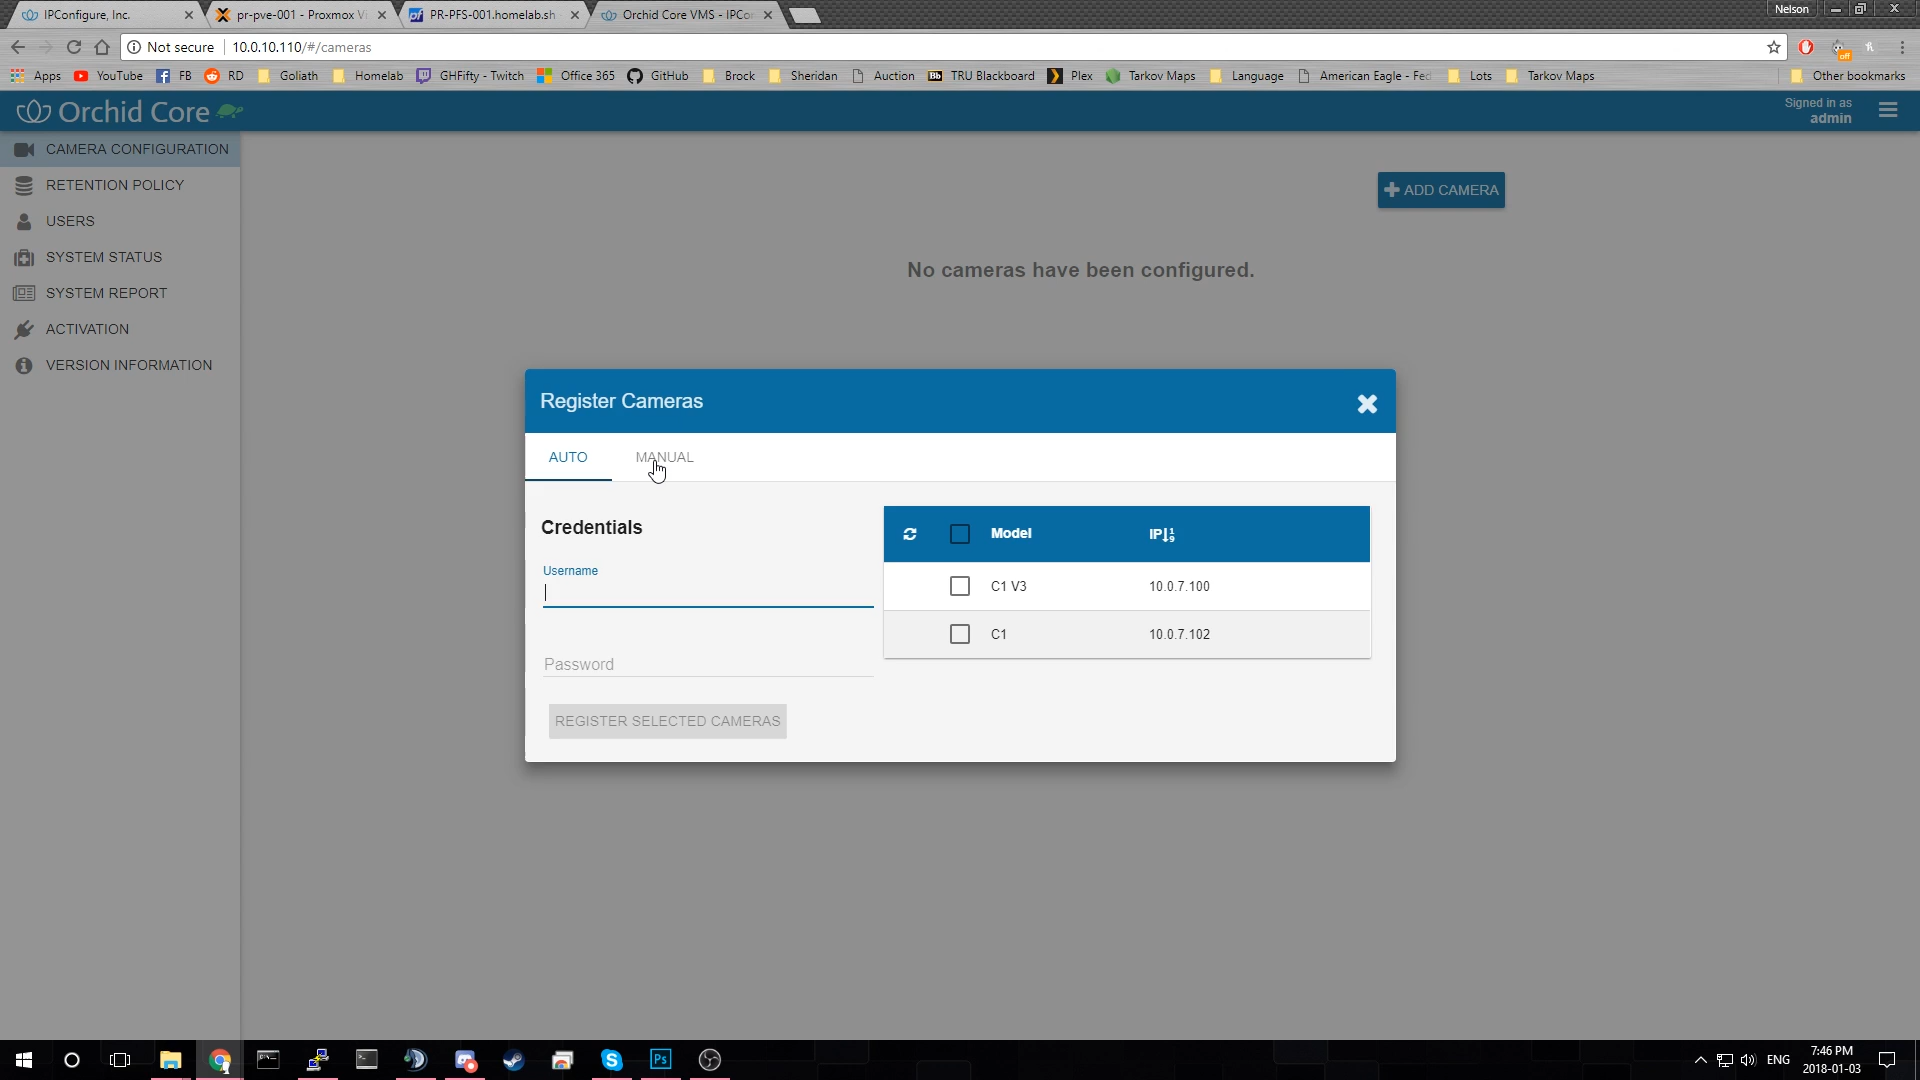 IPConfigure, Inc.
pr-pve-001 - Proxmox Vi
PR-PFS-001.homelab.sh
Orchid Core VMS - IPCo
Nelson
Not secure
10.0.10.110/#/cameras
Apps
YouTube
FB
RD
Goliath
Homelab
GHFifty - Twitch
Office 365
GitHub
Brock
Sheridan
Auction
Bb
TRU Blackboard
Plex
Tarkov Maps
Language
American Eagle - Fed
Lots
Tarkov Maps
Other bookmarks
off
Orchid Core
Signed in as
admin
CAMERA CONFIGURATION
RETENTION POLICY
USERS
SYSTEM STATUS
SYSTEM REPORT
ACTIVATION
VERSION INFORMATION
ADD CAMERA
No cameras have been configured.
Register Cameras
AUTO
MANUAL
Credentials
Username
Password
REGISTER SELECTED CAMERAS
Model
IP
C1 V3
10.0.7.100
C1
10.0.7.102
Ps
ENG
7:46 PM
2018-01-03